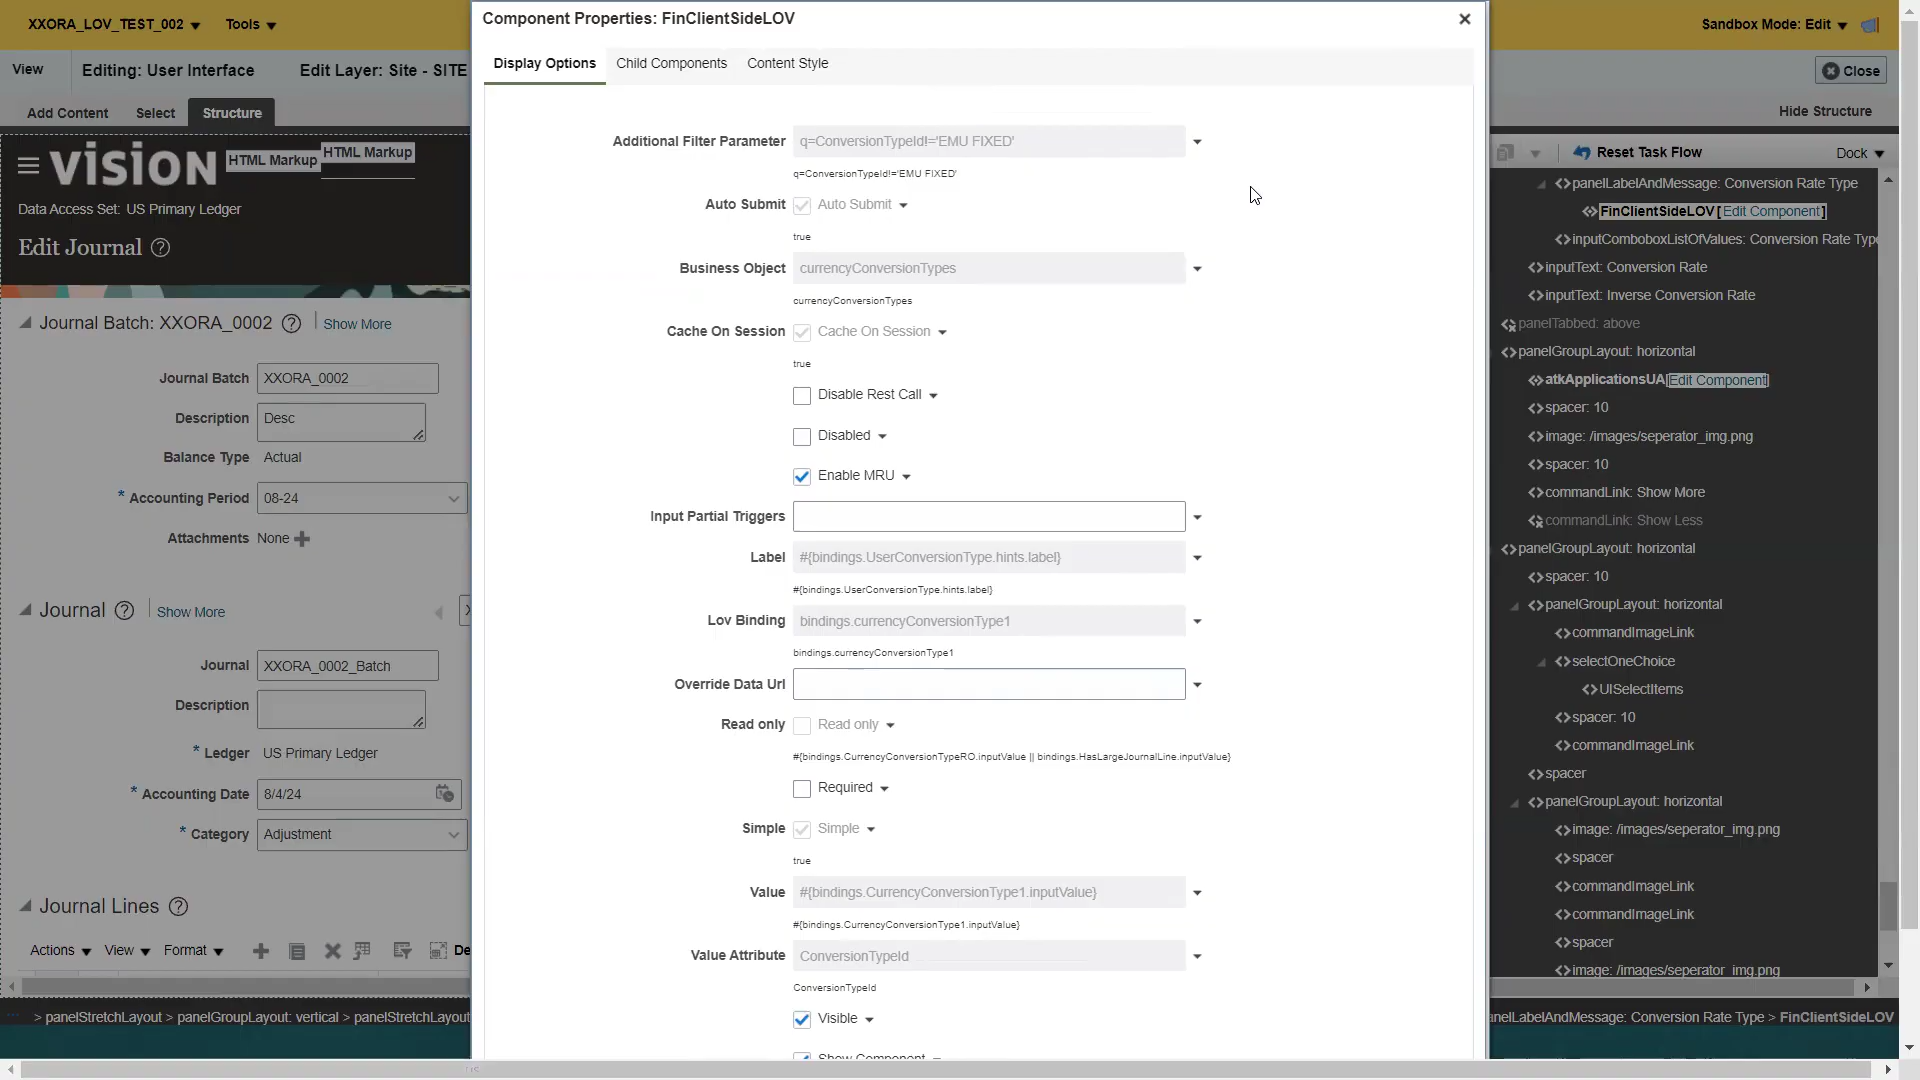 XXORA_LOV_TEST_002
Tools
Sandbox Mode: Edit
View
Editing: User Interface
Edit Layer: Site - SITE
Close
Add Content
Select
Structure
Hide Structure
vision
HTML Markup
HTML Markup
Data Access Set: US Primary Ledger
Edit Journal
Journal Batch: XXORA_0002
Show More
Journal Batch
XXORA_0002
Description
Desc
Balance Type
Actual
* Accounting Period
08-24
Attachments
None
Journal
Show More
Journal
XXORA_0002_Batch
Description
* Ledger
US Primary Ledger
* Accounting Date
8/4/24
* Category
Adjustment
Journal Lines
Actions
View
Format
> panelStretchLayout > panelGroupLayout: vertical > panelStretchLayout
Component Properties: FinClientSideLOV
Display Options
Child Components
Content Style
Additional Filter Parameter
q=ConversionTypeId!='EMU FIXED'
q=ConversionTypeId!='EMU FIXED'
Auto Submit
Auto Submit
true
Business Object
currencyConversionTypes
currencyConversionTypes
Cache On Session
Cache On Session
true
Disable Rest Call
Disabled
Enable MRU
Input Partial Triggers
Label
#{bindings.UserConversionType.hints.label}
#{bindings.UserConversionType.hints.label}
Lov Binding
bindings.currencyConversionType1
bindings.currencyConversionType1
Override Data Url
Read only
Read only
#{bindings.CurrencyConversionTypeRO.inputValue || bindings.HasLargeJournalLine.inputValue}
Required
Simple
Simple
true
Value
#{bindings.CurrencyConversionType1.inputValue}
#{bindings.CurrencyConversionType1.inputValue}
Value Attribute
ConversionTypeId
ConversionTypeId
Visible
Show Component
Reset Task Flow
Dock
panelLabelAndMessage: Conversion Rate Type
FinClientSideLOV [Edit Component]
inputComboboxListOfValues: Conversion Rate Type
inputText: Conversion Rate
inputText: Inverse Conversion Rate
panelTabbed: above
panelGroupLayout: horizontal
atkApplicationsUA[Edit Component]
spacer: 10
image: /images/seperator_img.png
spacer: 10
commandLink: Show More
commandLink: Show Less
panelGroupLayout: horizontal
spacer: 10
panelGroupLayout: horizontal
commandImageLink
selectOneChoice
UISelectItems
spacer: 10
commandImageLink
spacer
panelGroupLayout: horizontal
image: /images/seperator_img.png
spacer
commandImageLink
commandImageLink
spacer
image: /images/seperator_img.png
nelLabelAndMessage: Conversion Rate Type > FinClientSideLOV